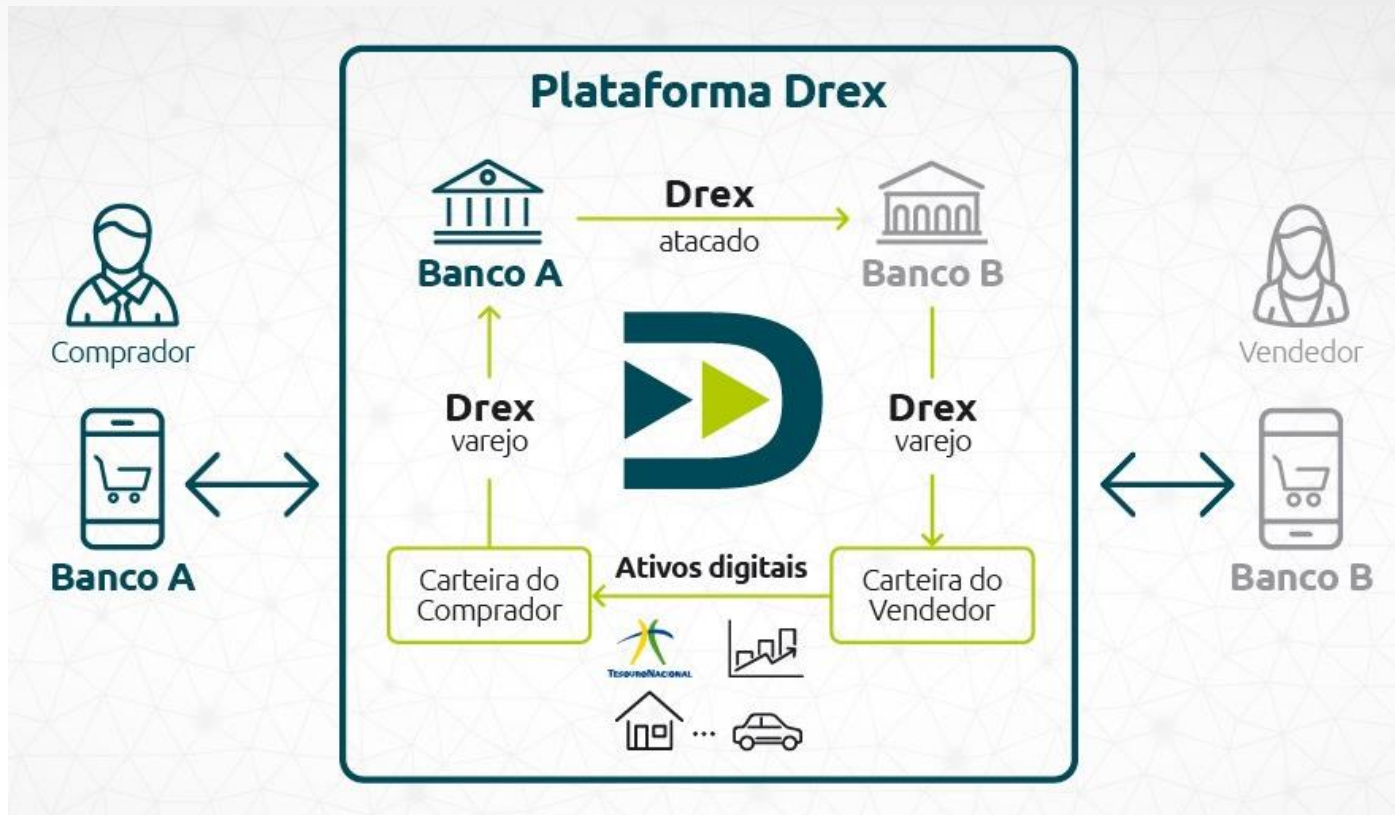 Plataforma Drex
Drex
atacado
Banco A
Banco B
Comprador
Vendedor
Drex
varejo
Drex
varejo
Ativos digitais
Carteira do
Comprador
Carteira do
Vendedor
Banco A
Banco B
TESOURONACIONAL
...